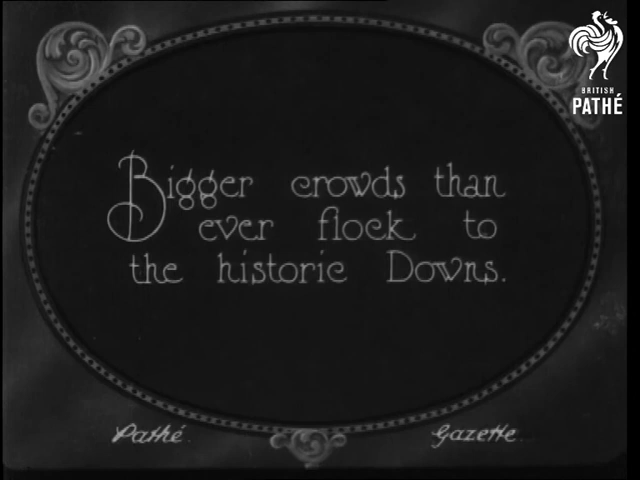 BRITISH
PATHÉ
Bigger crowds than
ever flock to
the historic Downs.
Pathé Gazette